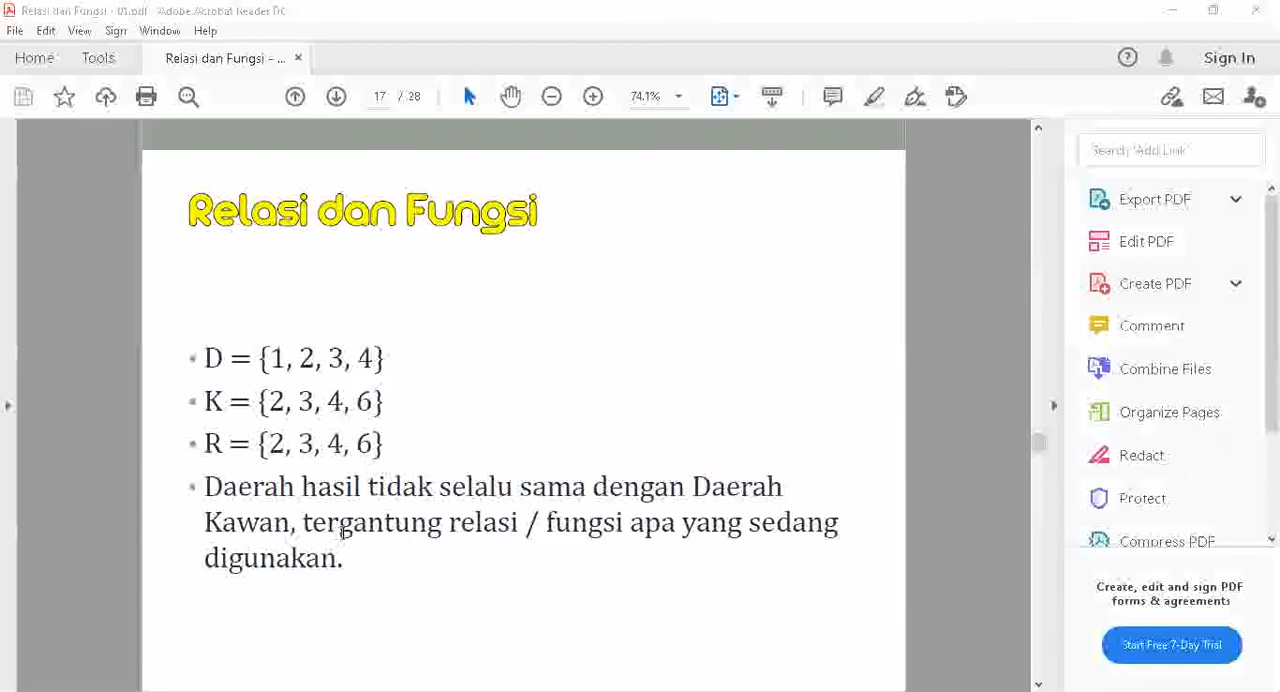 Relasi dan Fungsi - 01.pdf - Adobe Acrobat Reader DC
File Edit View Sign Window Help
Home Tools Relasi dan Fungsi – ... × Sign In
17 / 28 74.1%
Search 'Add Link'
Relasi dan Fungsi
Export PDF
Edit PDF
Create PDF
Comment
Combine Files
Organize Pages
Redact
Protect
Compress PDF
• D = {1, 2, 3, 4}
• K = {2, 3, 4, 6}
• R = {2, 3, 4, 6}
• Daerah hasil tidak selalu sama dengan Daerah
Kawan, tergantung relasi / fungsi apa yang sedang
digunakan.
Create, edit and sign PDF
forms & agreements
Start Free 7-Day Trial